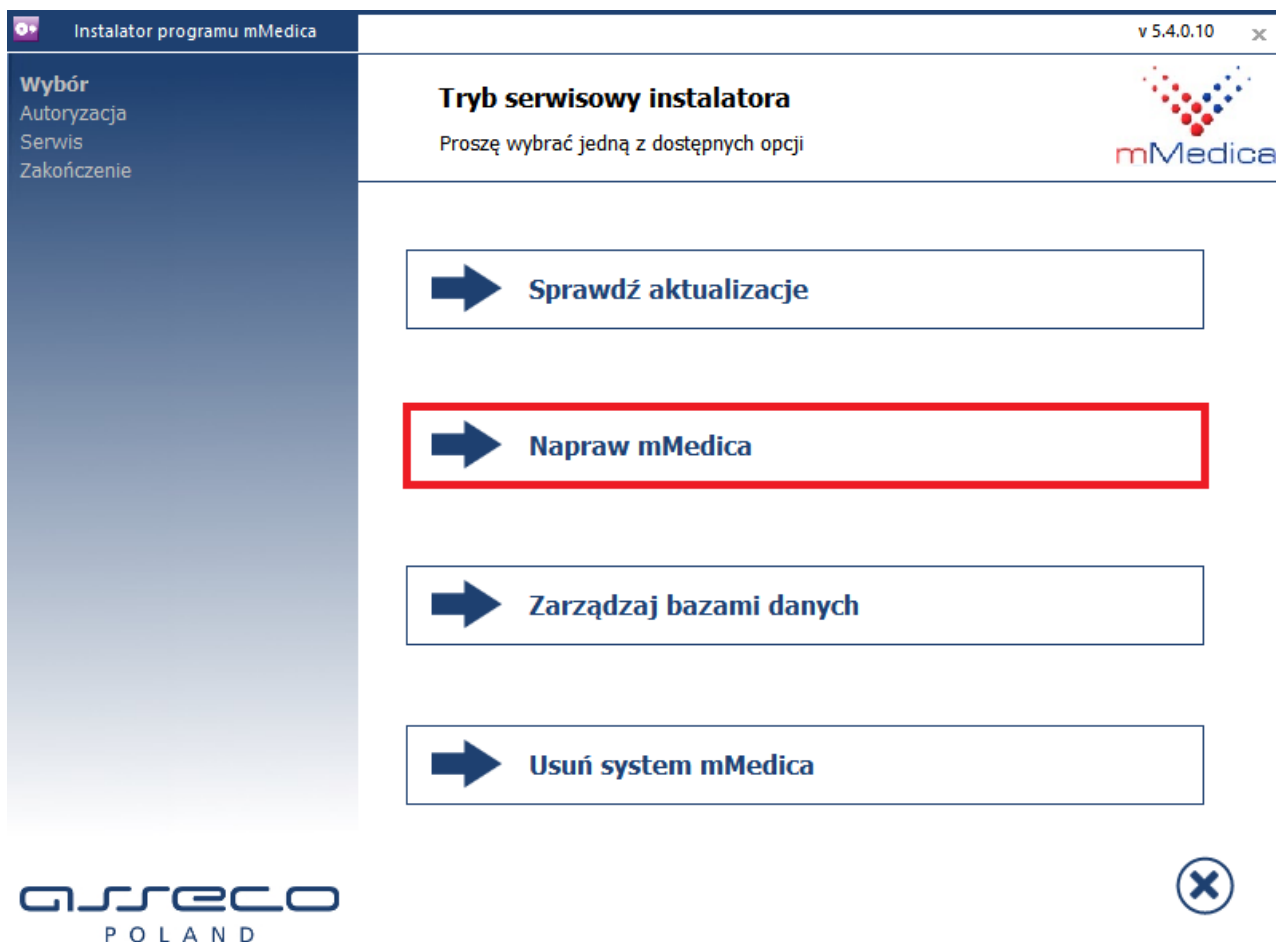 Instalator programu mMedica
v 5.4.0.10
Wybór
Autoryzacja
Serwis
Zakończenie
Tryb serwisowy instalatora
Proszę wybrać jedną z dostępnych opcji
mMedica
Sprawdź aktualizacje
Napraw mMedica
Zarządzaj bazami danych
Usuń system mMedica
asseco
POLAND